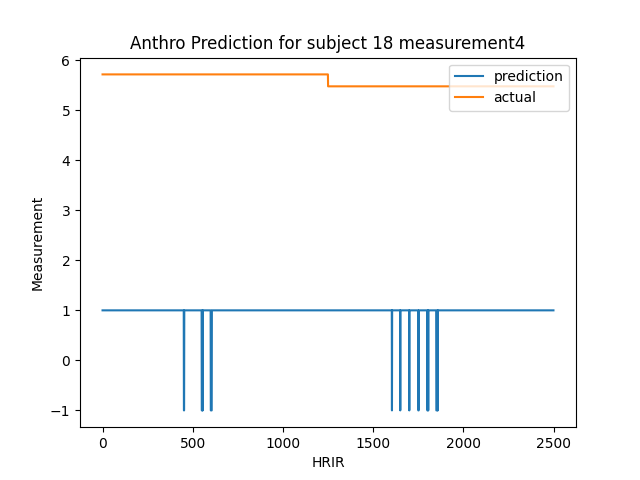 Anthro Prediction for subject 18 measurement4
prediction
actual
6
5
4
3
2
1
0
−1
Measurement
0
500
1000
1500
2000
2500
HRIR